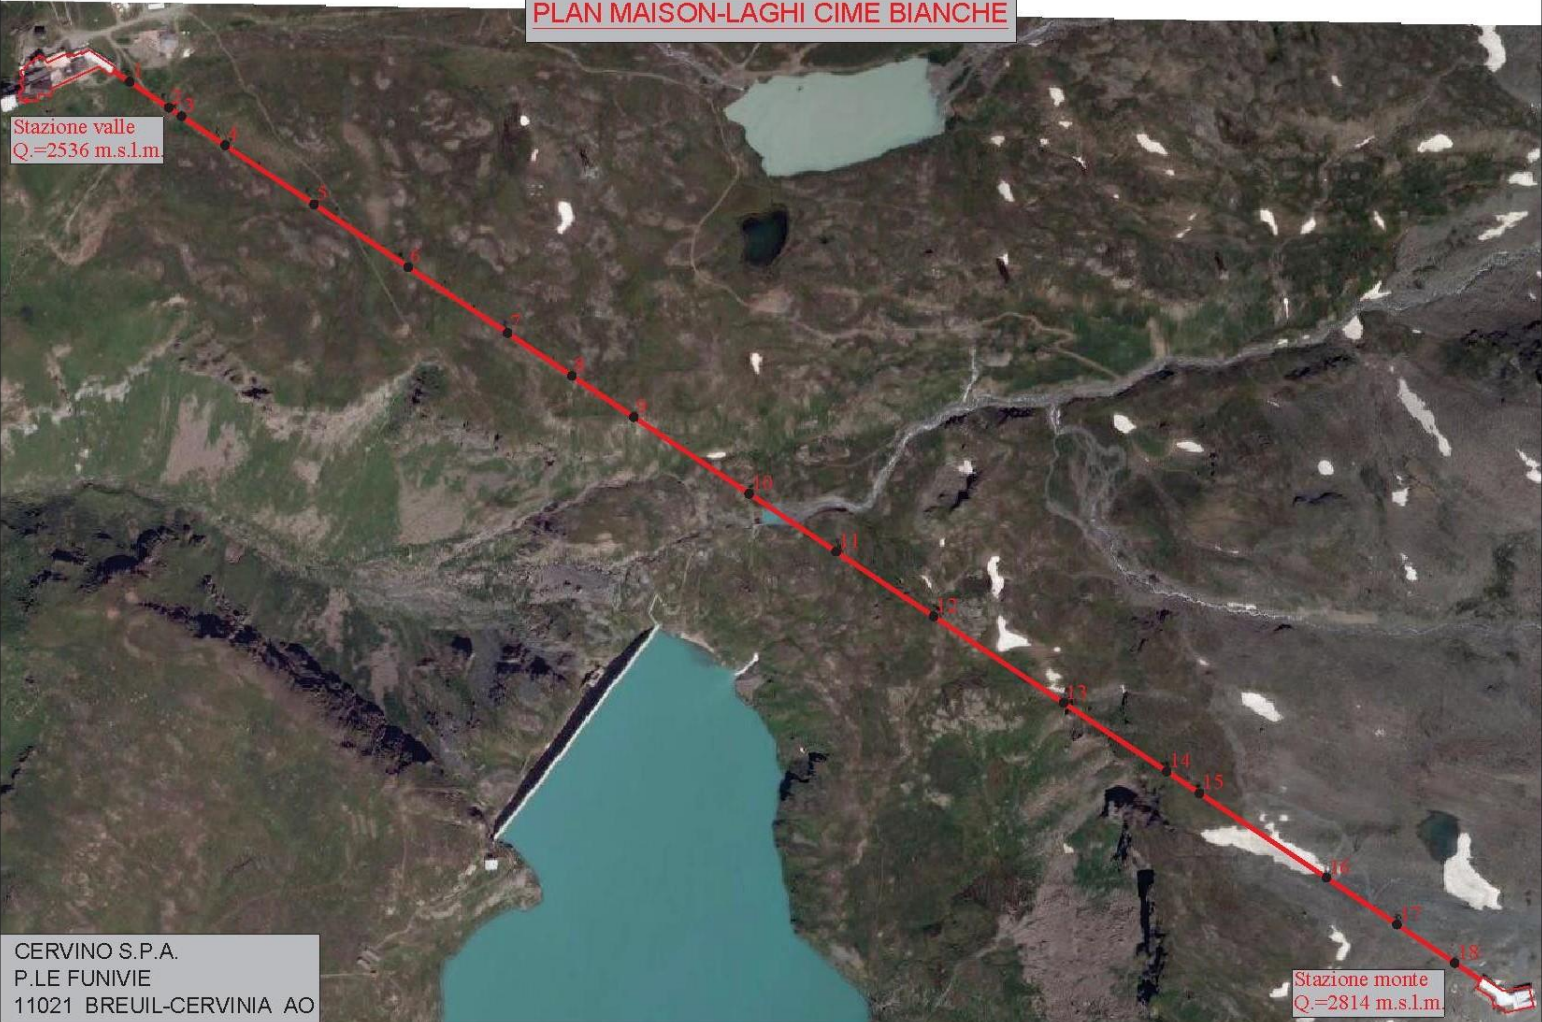 PLAN MAISON-LAGHI CIME BIANCHE
1
2
3
Stazione valle
Q.=2536 m.s.l.m.
4
5
6
7
8
9
10
11
12
13
14
15
16
17
18
Stazione monte
Q.=2814 m.s.l.m.
CERVINO S.P.A.
P.LE FUNIVIE
11021 BREUIL-CERVINIA AO